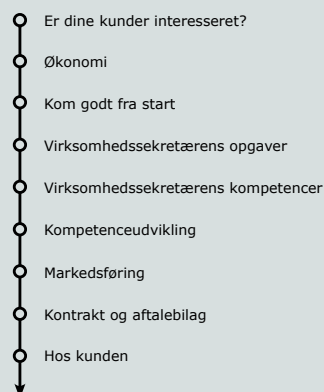 Er dine kunder interesseret?
Økonomi
Kom godt fra start
Virksomhedssekretærens opgaver
Virksomhedssekretærens kompetencer
Kompetenceudvikling
Markedsføring
Kontrakt og aftalebilag
Hos kunden